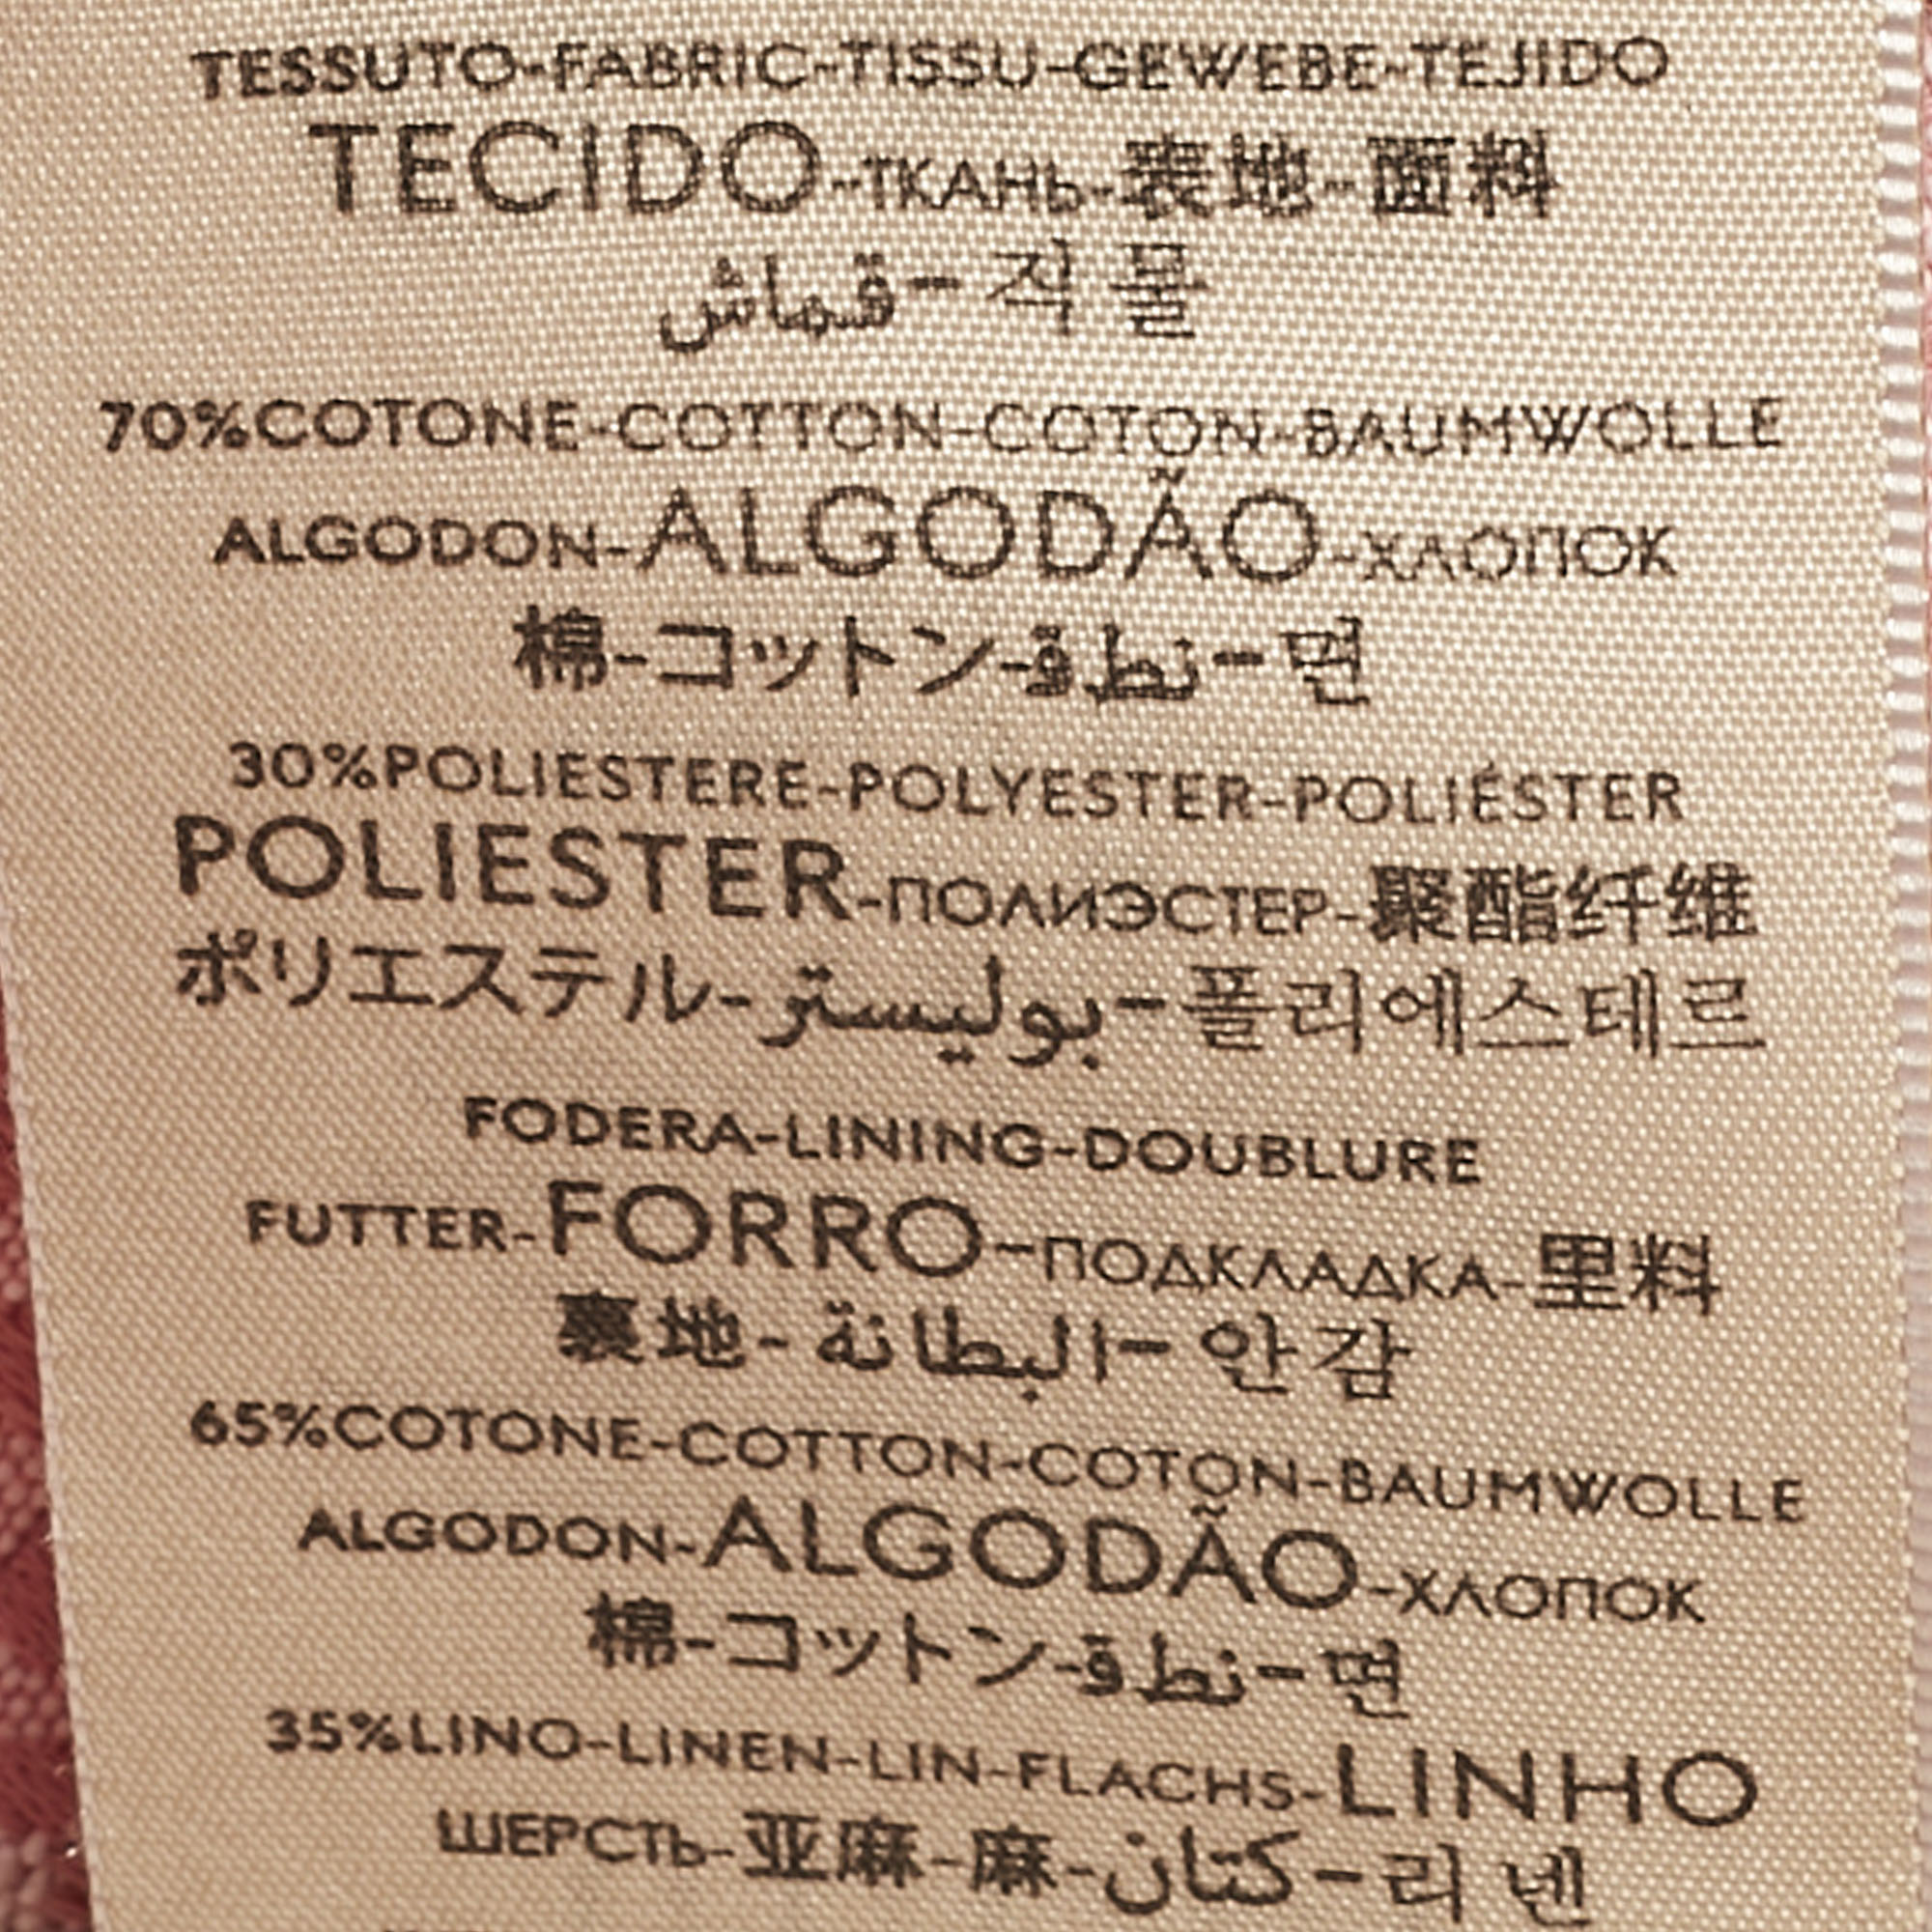 TESSUTO-FABRIC-TISSU-GEWEBE-TEJIDO
TECIDO-ТКАНЬ-表地-面料
قماش-직물
70%COTONE-COTTON-COTON-BAUMWOLLE
ALGODON-ALGODÃO-ХЛОПОК
棉-コットン-نطق-면
30%POLIESTERE-POLYESTER-POLIÉSTER
POLIESTER-ПОЛИЭСТЕР-聚酯纤维
ポリエステル-بوليستر-폴리에스테르
FODERA-LINING-DOUBLURE
FUTTER-FORRO-ПОДКЛАДКА-里料
裏地-البطانة-안감
65%COTONE-COTTON-COTON-BAUMWOLLE
ALGODON-ALGODÃO-ХЛОПОК
棉-コットン-نطق-면
35%LINO-LINEN-LIN-FLACHS-LINHO
ШЕРСТЬ-亚麻-麻-كتان-리넨